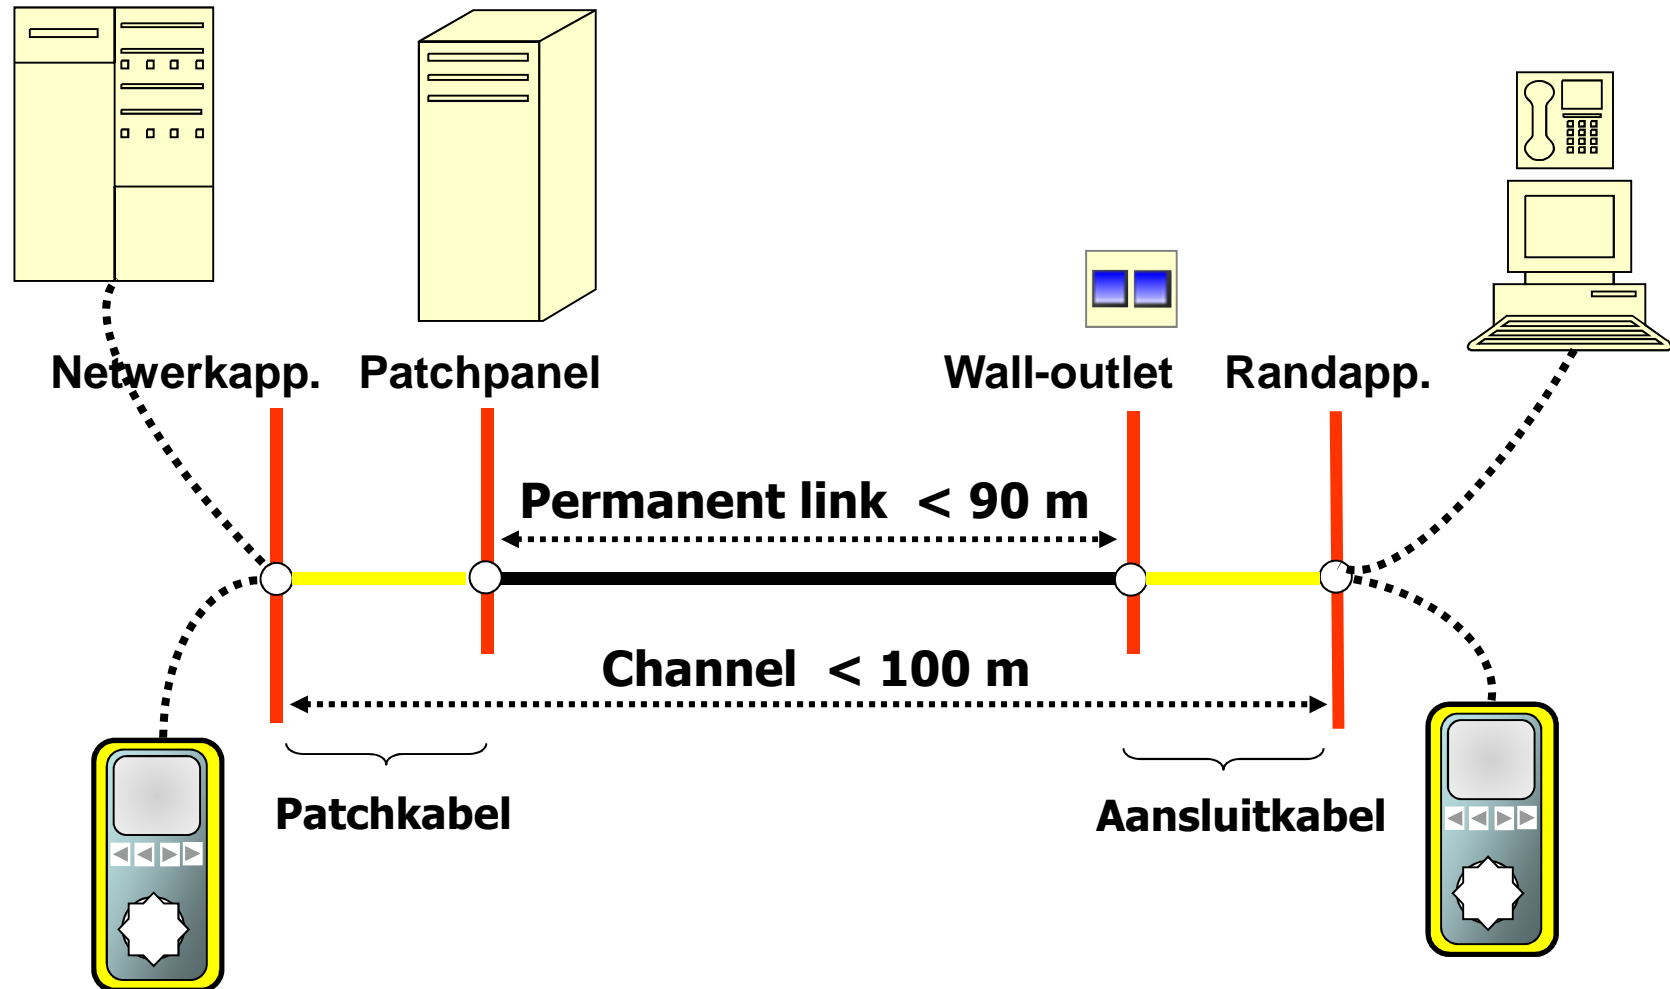 Netwerkapp.
Patchpanel
Wall-outlet
Randapp.
Permanent link < 90 m
Channel < 100 m
Patchkabel
Aansluitkabel